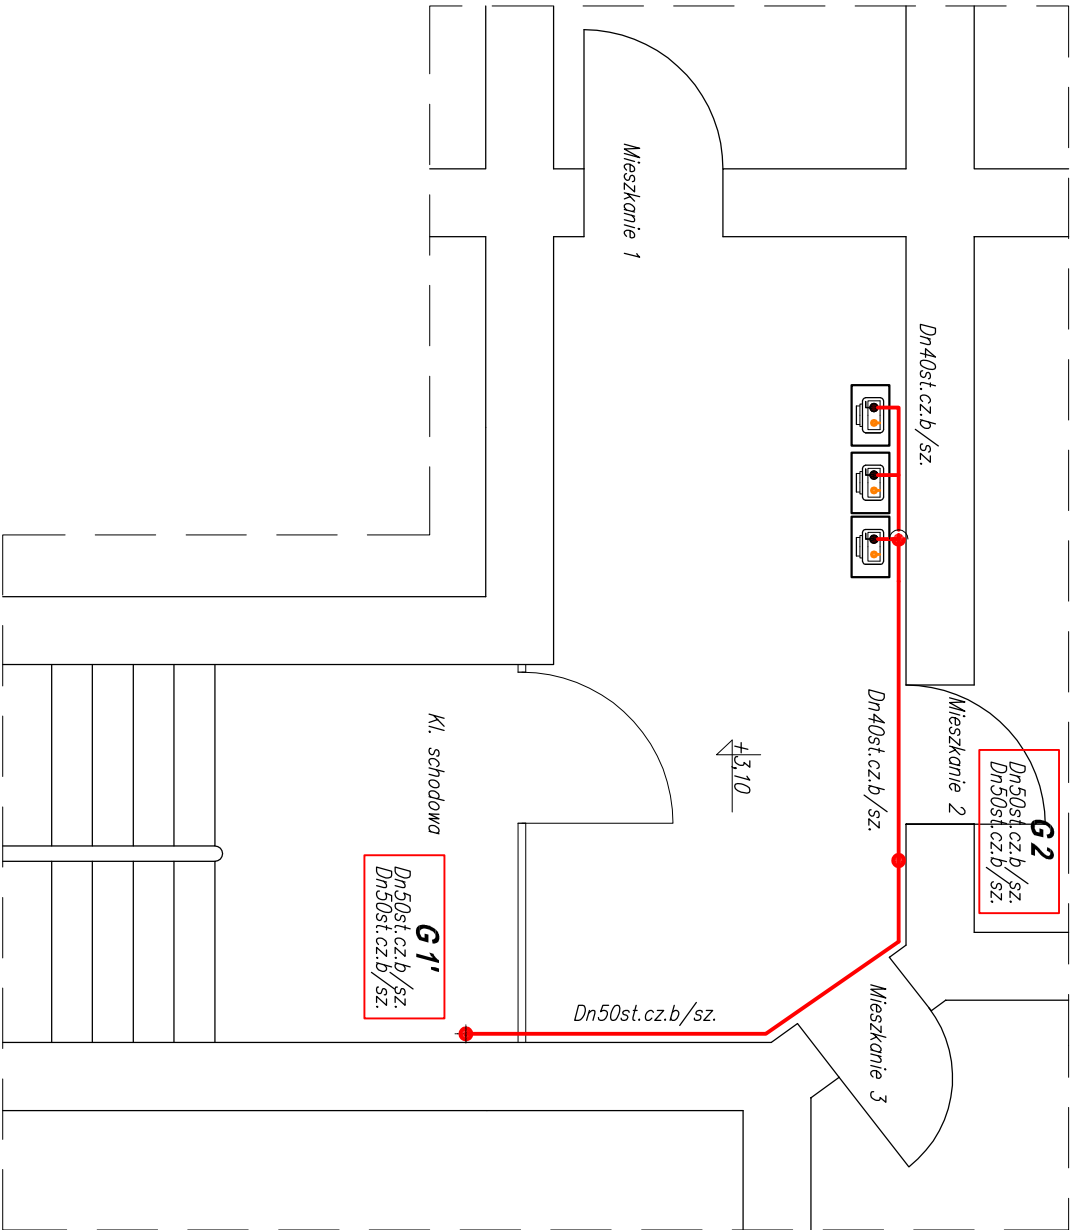 Mieszkanie 1
Dn40st.cz.b/sz.
Dn40st.cz.b/sz.
Mieszkanie 2
G 2
Dn50st.cz.b/sz.
Dn50st.cz.b/sz.
+3,10
Kl. schodowa
G 1'
Dn50st.cz.b/sz.
Dn50st.cz.b/sz.
Dn50st.cz.b/sz.
Mieszkanie 3